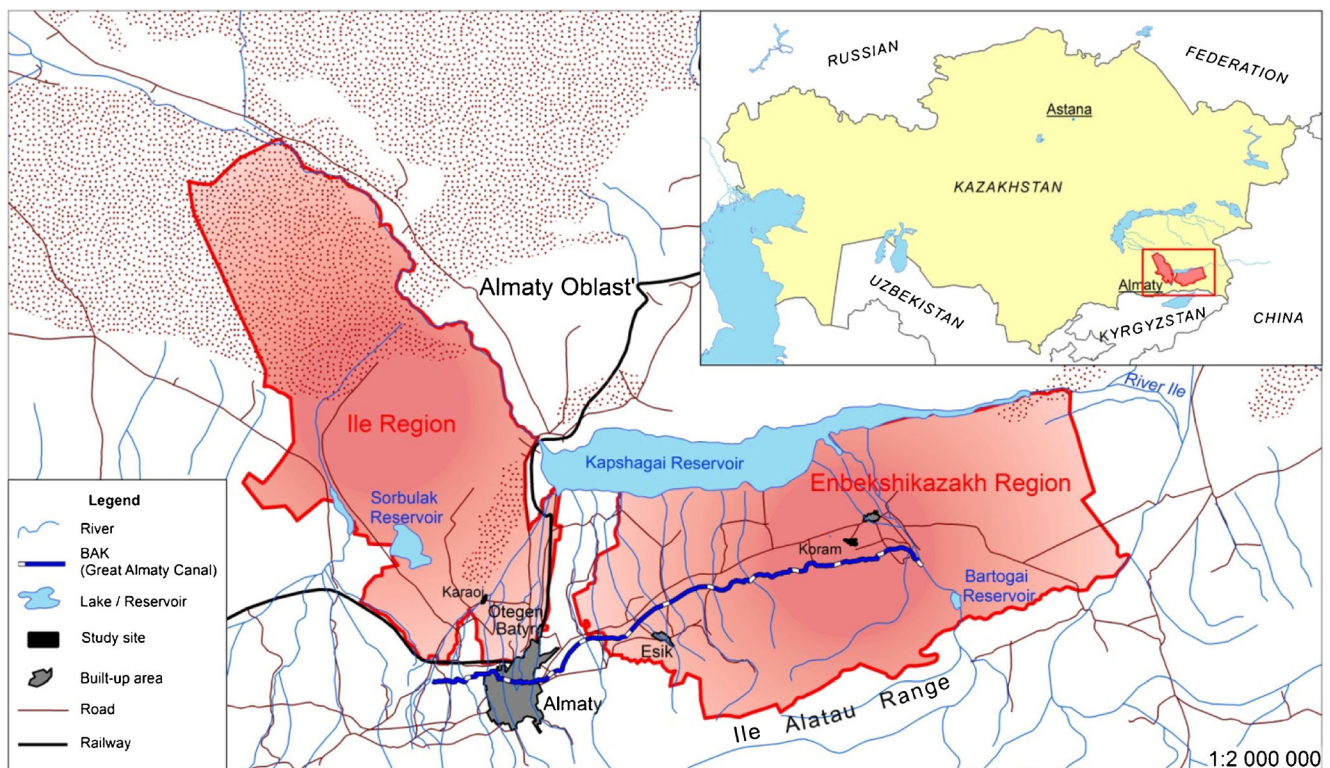 RUSSIAN
FEDERATION
Astana
KAZAKHSTAN
Almaty
UZBEKISTAN
KYRGYZSTAN
CHINA
Almaty Oblast'
River Ile
Ile Region
Kapshagai Reservoir
Enbekshikazakh Region
Sorbulak
Reservoir
Koram
Bartogai
Reservoir
Karaoi
Otegen
Batyr
Esik
Almaty
Ile Alatau Range
Legend
River
BAK
(Great Almaty Canal)
Lake / Reservoir
Study site
Built-up area
Road
Railway
1:2 000 000